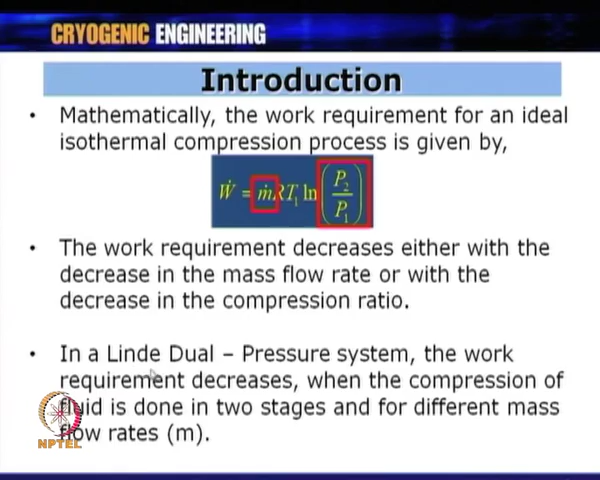 CRYOGENIC ENGINEERING
Introduction
• Mathematically, the work requirement for an ideal
isothermal compression process is given by,
Ẇ = ṁRT₁ ln(P₂/P₁)
• The work requirement decreases either with the
decrease in the mass flow rate or with the
decrease in the compression ratio.
• In a Linde Dual – Pressure system, the work
requirement decreases, when the compression of
fluid is done in two stages and for different mass
flow rates (m).
NPTEL